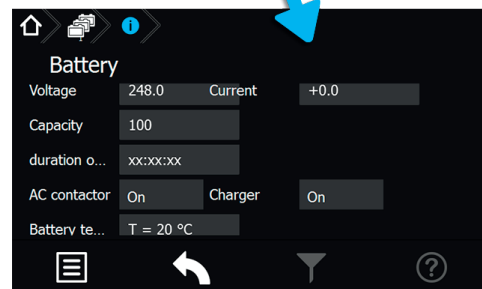 i
Battery
Voltage 248.0 Current +0.0
Capacity 100
duration o... xx:xx:xx
AC contactor On Charger On
Battery te... T = 20 °C
?